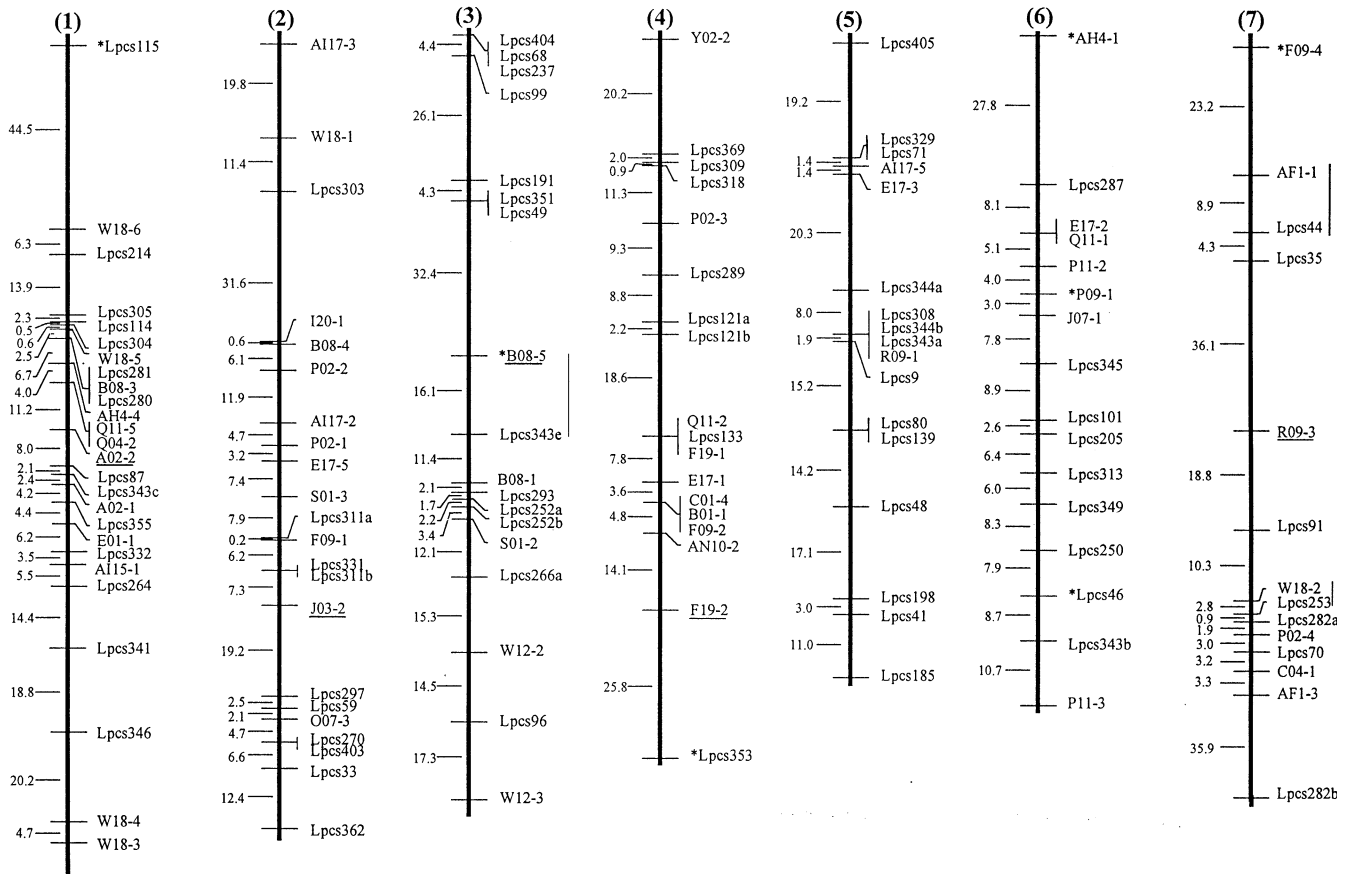 (1)
*Lpcs115
44.5
W18-6
6.3
Lpcs214
13.9
Lpcs305
2.3
Lpcs114
0.5
Lpcs304
0.6
W18-5
2.5
Lpcs281
6.7
B08-3
4.0
Lpcs280
11.2
AH4-4
Q11-5
Q04-2
8.0
A02-2
2.1
Lpcs87
2.4
Lpcs343c
4.2
A02-1
4.4
Lpcs355
6.2
E01-1
3.5
Lpcs332
AI15-1
5.5
Lpcs264
14.4
Lpcs341
18.8
Lpcs346
20.2
W18-4
4.7
W18-3
(2)
AI17-3
19.8
W18-1
11.4
Lpcs303
31.6
I20-1
0.6
B08-4
6.1
P02-2
11.9
AI17-2
4.7
P02-1
3.2
E17-5
7.4
S01-3
7.9
Lpcs311a
0.2
F09-1
6.2
Lpcs331
Lpcs311b
7.3
J03-2
19.2
Lpcs297
2.5
Lpcs59
2.1
O07-3
4.7
Lpcs270
6.6
Lpcs403
Lpcs33
12.4
Lpcs362
(3)
4.4
Lpcs404
Lpcs68
Lpcs237
Lpcs99
26.1
Lpcs191
4.3
Lpcs351
Lpcs49
32.4
*B08-5
16.1
Lpcs343e
11.4
B08-1
2.1
Lpcs293
1.7
Lpcs252a
2.2
Lpcs252b
3.4
S01-2
12.1
Lpcs266a
15.3
W12-2
14.5
Lpcs96
17.3
W12-3
(4)
Y02-2
20.2
Lpcs369
2.0
Lpcs309
0.9
Lpcs318
11.3
P02-3
9.3
Lpcs289
8.8
Lpcs121a
2.2
Lpcs121b
18.6
Q11-2
Lpcs133
F19-1
7.8
E17-1
3.6
C01-4
B01-1
4.8
F09-2
AN10-2
14.1
F19-2
25.8
*Lpcs353
(5)
Lpcs405
19.2
Lpcs329
Lpcs71
1.4
AI17-5
1.4
E17-3
20.3
Lpcs344a
8.0
Lpcs308
Lpcs344b
1.9
Lpcs343a
R09-1
Lpcs9
15.2
Lpcs80
Lpcs139
14.2
Lpcs48
17.1
Lpcs198
3.0
Lpcs41
11.0
Lpcs185
(6)
*AH4-1
27.8
Lpcs287
8.1
E17-2
Q11-1
5.1
P11-2
4.0
*P09-1
3.0
J07-1
7.8
Lpcs345
8.9
Lpcs101
2.6
Lpcs205
6.4
Lpcs313
6.0
Lpcs349
8.3
Lpcs250
7.9
*Lpcs46
8.7
Lpcs343b
10.7
P11-3
(7)
*F09-4
23.2
AF1-1
8.9
Lpcs44
4.3
Lpcs35
36.1
R09-3
18.8
Lpcs91
10.3
W18-2
2.8
Lpcs253
0.9
Lpcs282a
1.9
P02-4
3.0
Lpcs70
3.2
C04-1
3.3
AF1-3
35.9
Lpcs282b